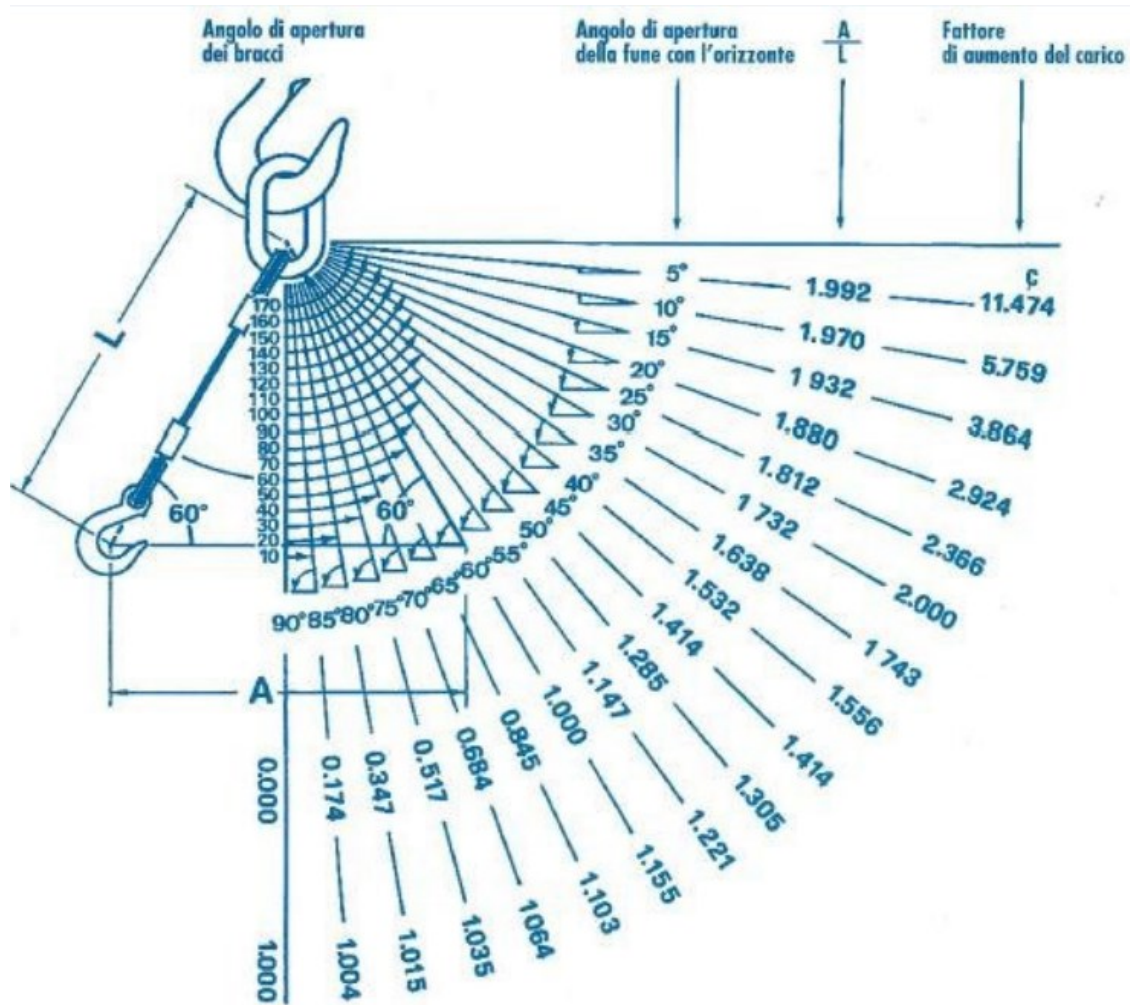 Angolo di apertura
dei bracci
Angolo di apertura
della fune con l'orizzonte
A
L
Fattore
di aumento del carico
L
170
160
150
140
130
120
110
100
90
80
70
60
50
40
30
20
10
60°
60°
A
C
5° 1.992 11.474
10° 1.970 5.759
15° 1 932 3.864
20° 1.880 2.924
25° 1.812 2.366
30° 1 732 2.000
35° 1.638 1 743
40° 1.532 1.556
45° 1.414 1.414
50° 1.285 1.305
55° 1.147 1.221
60° 1.000 1.155
65° 0.845 1.103
70° 0.684 1064
75° 0.517 1.035
80° 0.347 1.015
85° 0.174 1.004
90° 0.000 1.000